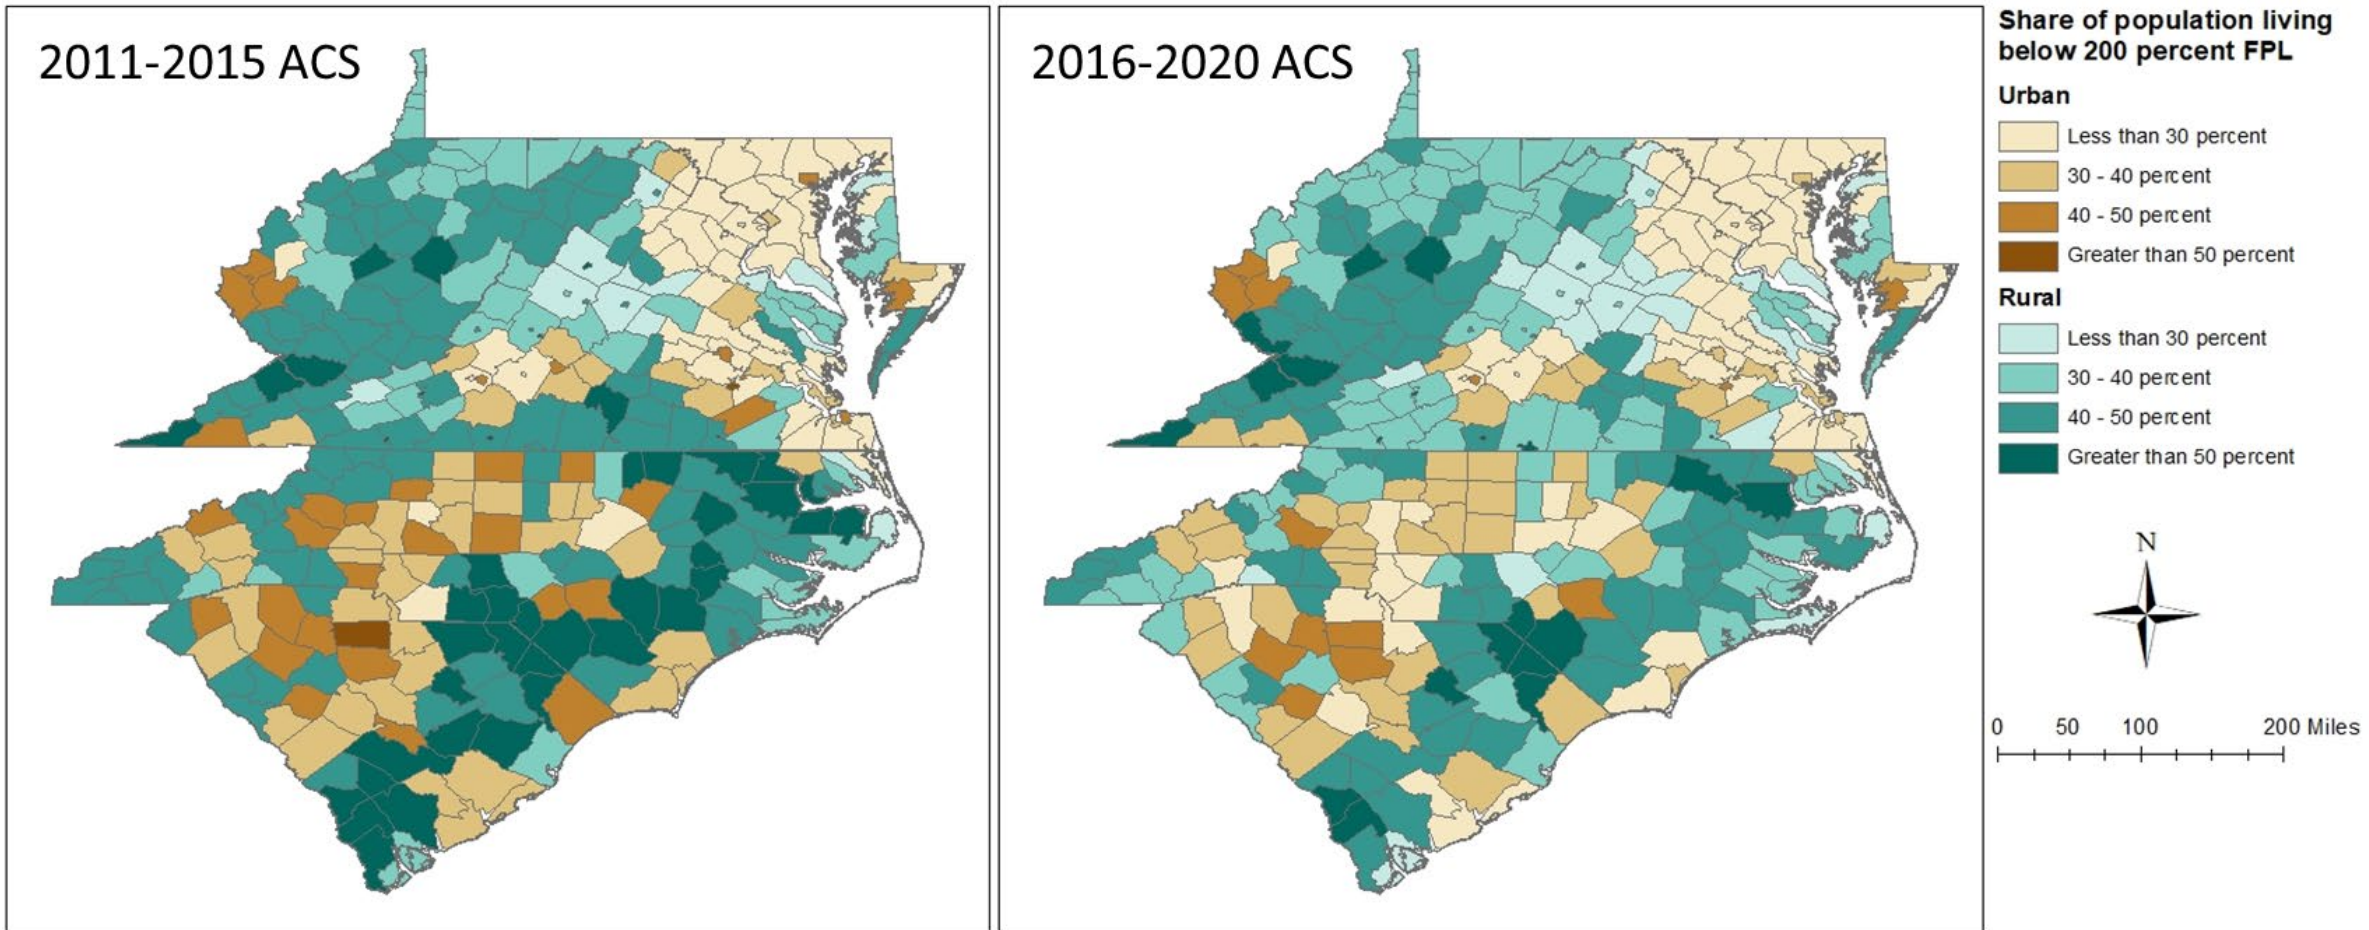 2011-2015 ACS
2016-2020 ACS
Share of population living
below 200 percent FPL
Urban
Less than 30 percent
30 - 40 percent
40 - 50 percent
Greater than 50 percent
Rural
Less than 30 percent
30 - 40 percent
40 - 50 percent
Greater than 50 percent
N
0 50 100 200 Miles